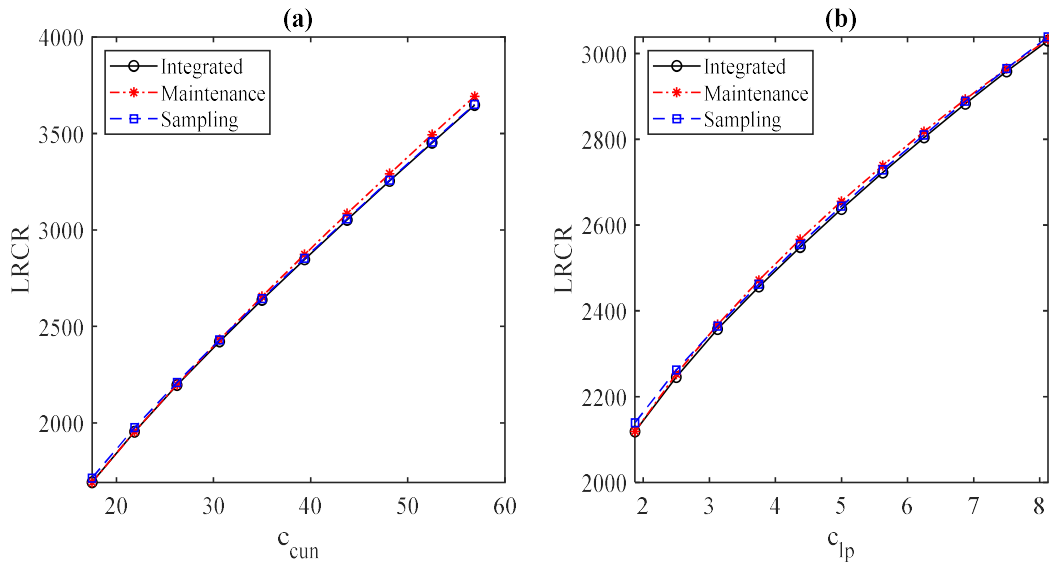 (a)
4000
3500
3000
2500
2000
LRCR
Integrated
Maintenance
Sampling
20 30 40 50 60
c_cun
(b)
3000
2800
2600
2400
2200
2000
LRCR
Integrated
Maintenance
Sampling
2 3 4 5 6 7 8
c_lp